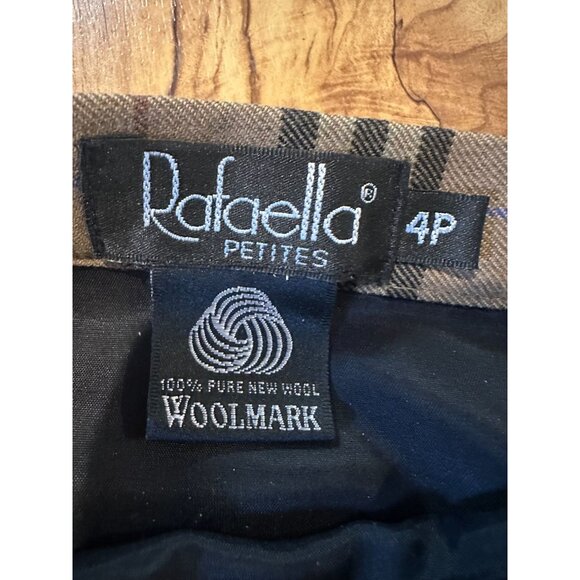 Rafaella®
PETITES
4P
100% PURE NEW WOOL
WOOLMARK